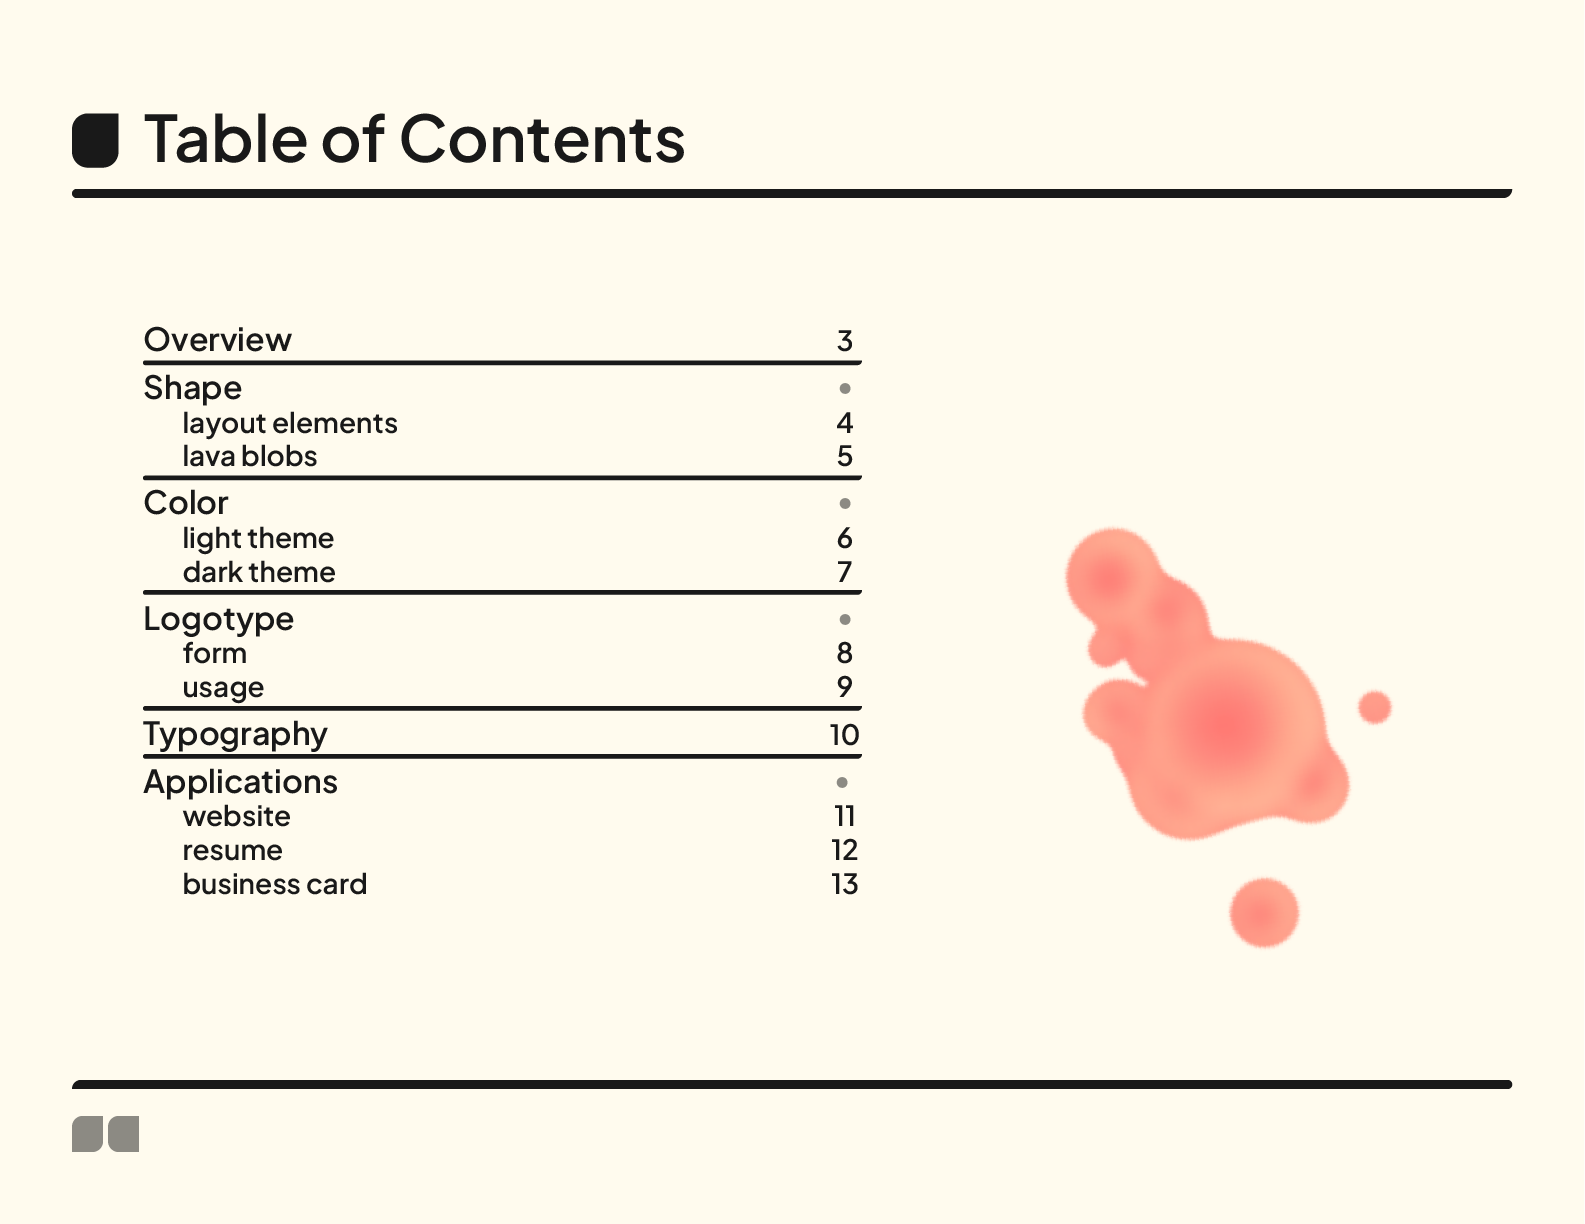 Table of Contents
Overview 3
Shape •
layout elements 4
lava blobs 5
Color •
light theme 6
dark theme 7
Logotype •
form 8
usage 9
Typography 10
Applications •
website 11
resume 12
business card 13